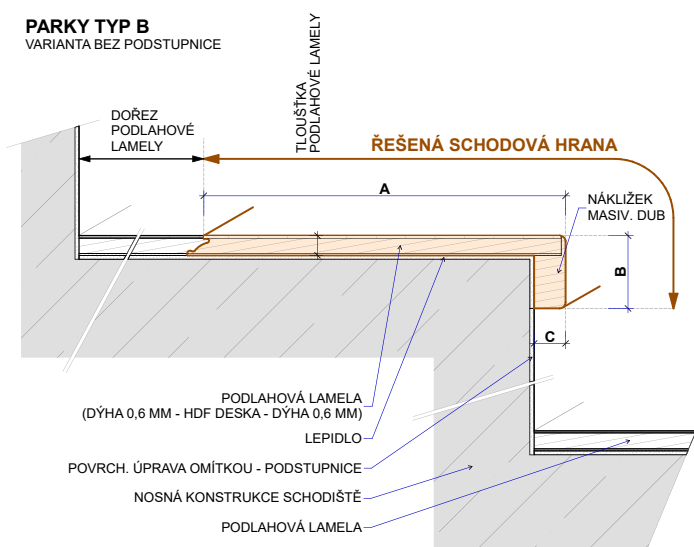 PARKY TYP B
VARIANTA BEZ PODSTUPNICE
DOŘEZ
PODLAHOVÉ
LAMELY
TLOUŠŤKA
PODLAHOVÉ LAMELY
ŘEŠENÁ SCHODOVÁ HRANA
A
NÁKLIŽEK
MASIV. DUB
B
C
PODLAHOVÁ LAMELA
(DÝHA 0,6 MM - HDF DESKA - DÝHA 0,6 MM)
LEPIDLO
POVRCH. ÚPRAVA OMÍTKOU - PODSTUPNICE
NOSNÁ KONSTRUKCE SCHODIŠTĚ
PODLAHOVÁ LAMELA